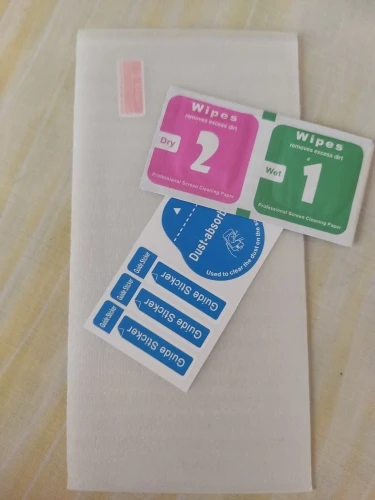 Wipes
removes excess dirt
Dry
2
Professional Screen Cleaning Paper
Wipes
removes excess dirt
Wet
1
Professional Screen Cleaning Paper
Dust-absorb
Used to clear the dust on the
Guide Sticker
Guide Sticker
Guide Sticker
Guide Sticker
Guide Sticker
Guide Sticker